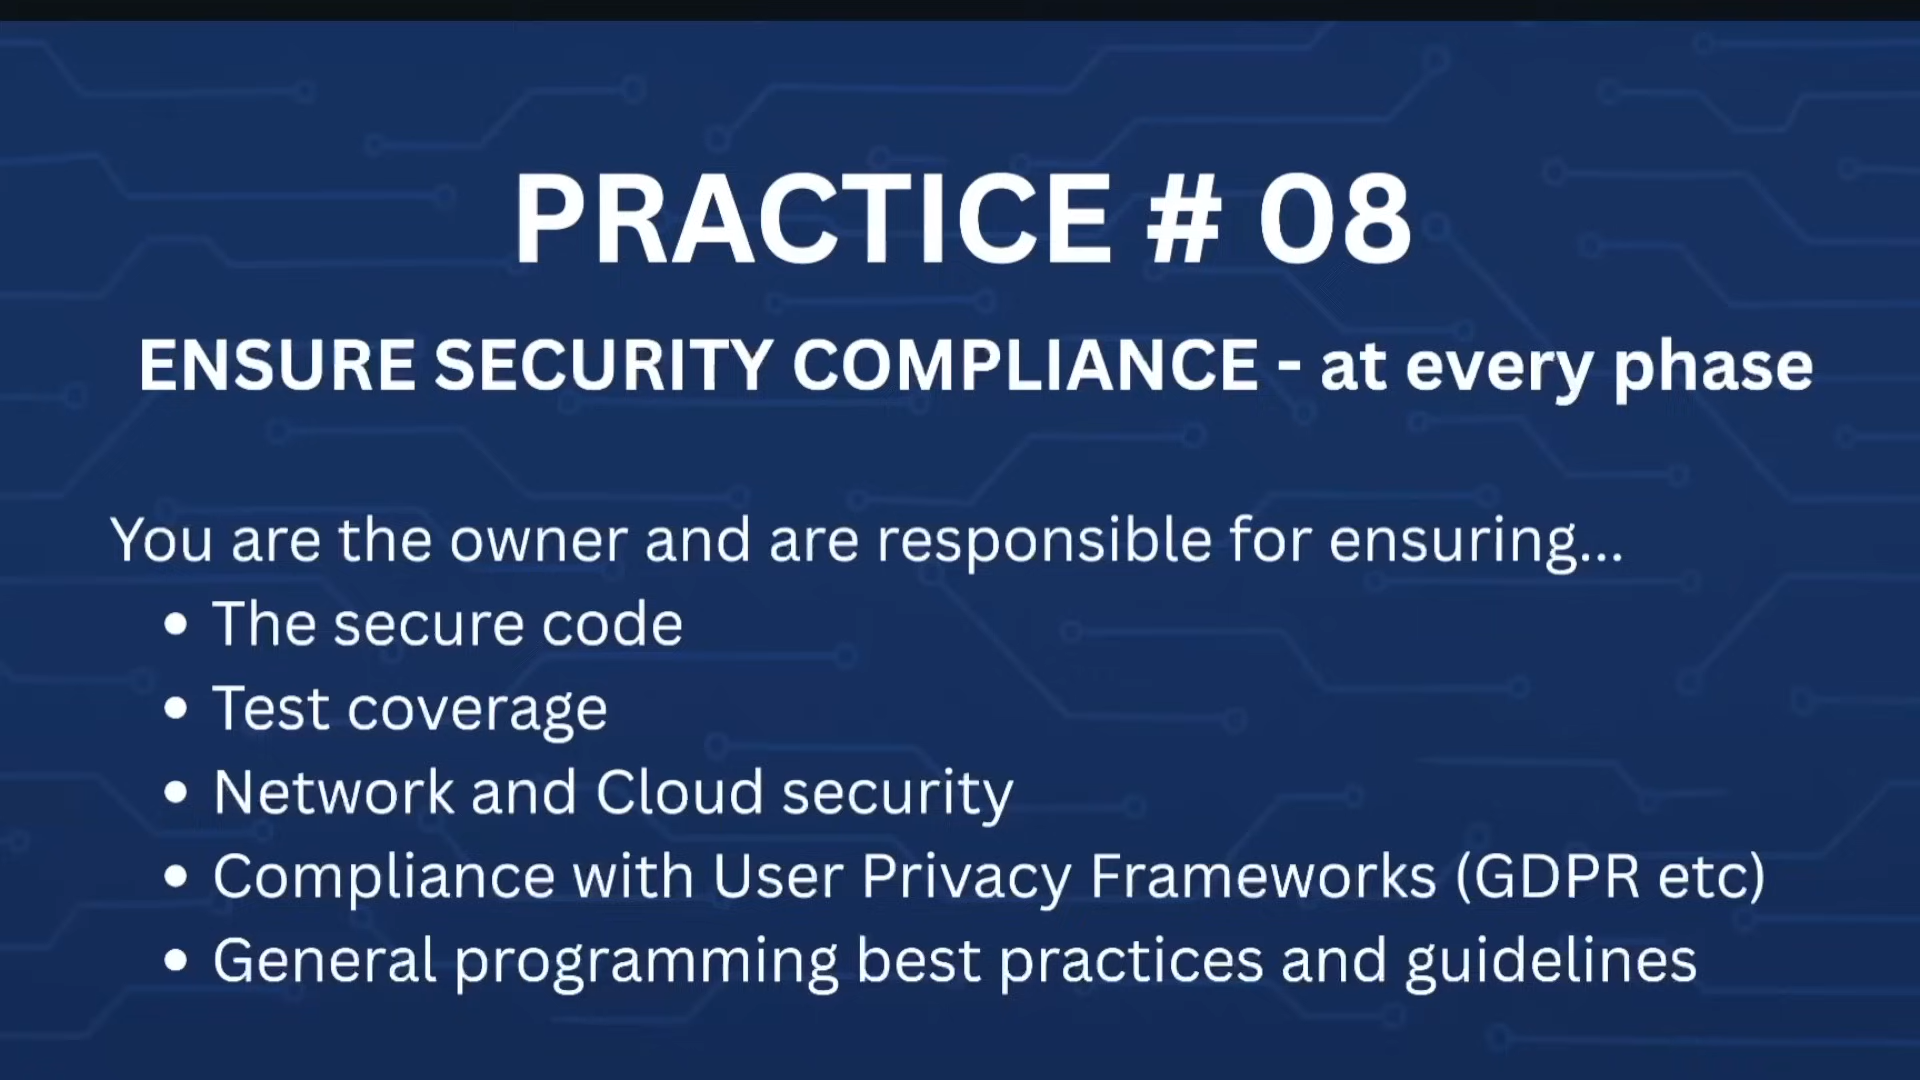 PRACTICE # 08
ENSURE SECURITY COMPLIANCE - at every phase
You are the owner and are responsible for ensuring...
• The secure code
• Test coverage
• Network and Cloud security
• Compliance with User Privacy Frameworks (GDPR etc)
• General programming best practices and guidelines